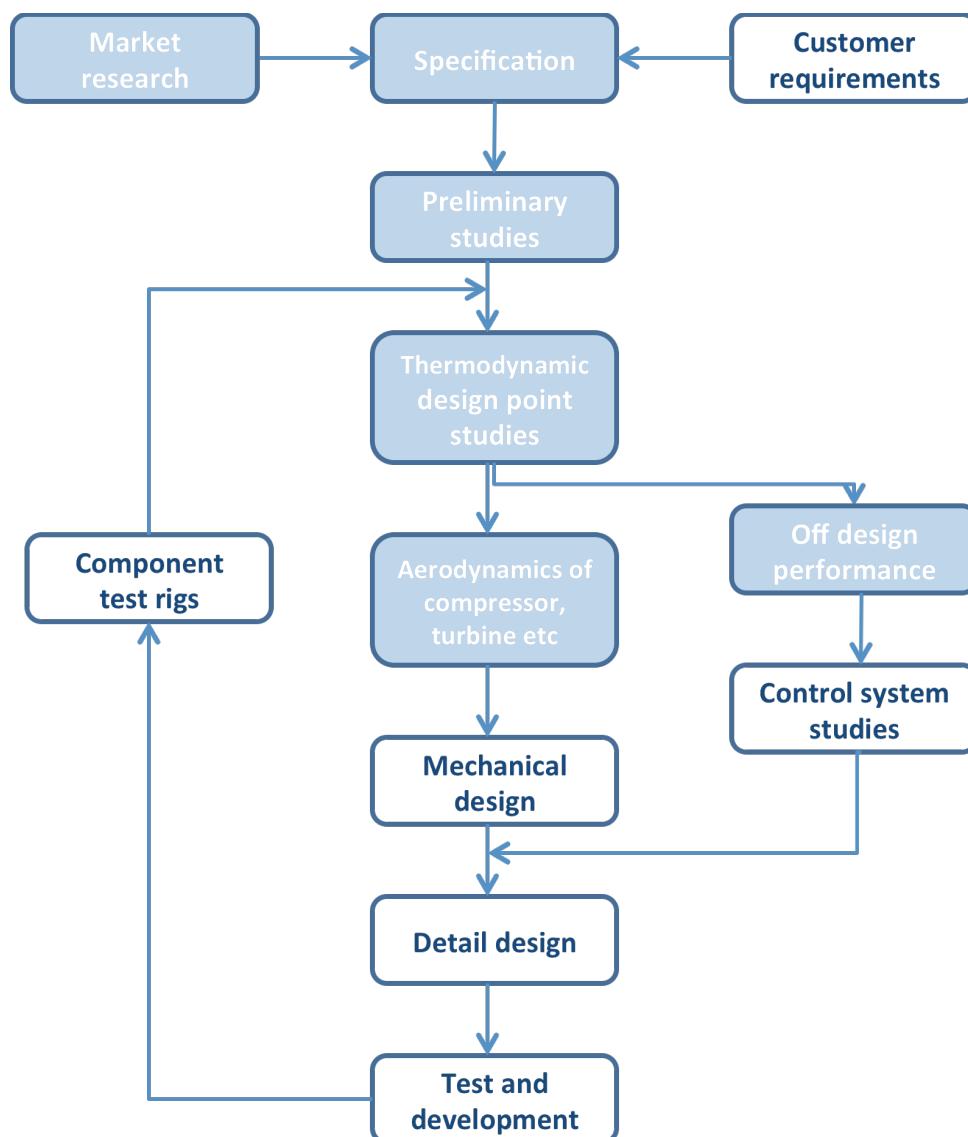 Market
research
Specification
Customer
requirements
Preliminary
studies
Thermodynamic
design point
studies
Component
test rigs
Aerodynamics of
compressor,
turbine etc
Off design
performance
Control system
studies
Mechanical
design
Detail design
Test and
development